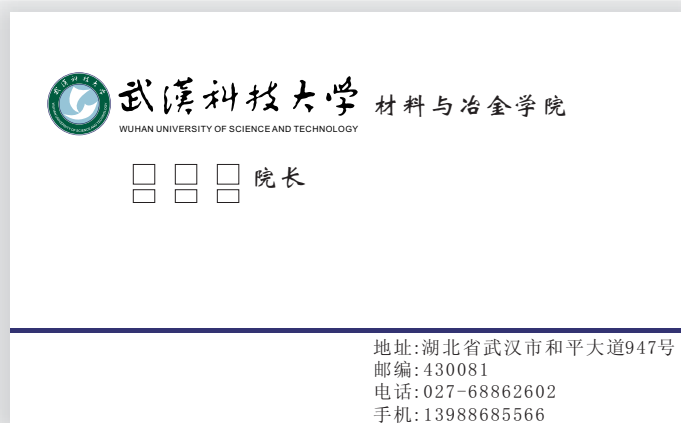 武漢科技大学 材料与冶金学院
WUHAN UNIVERSITY OF SCIENCE AND TECHNOLOGY
院长
地址:湖北省武汉市和平大道947号
邮编:430081
电话:027-68862602
手机:13988685566